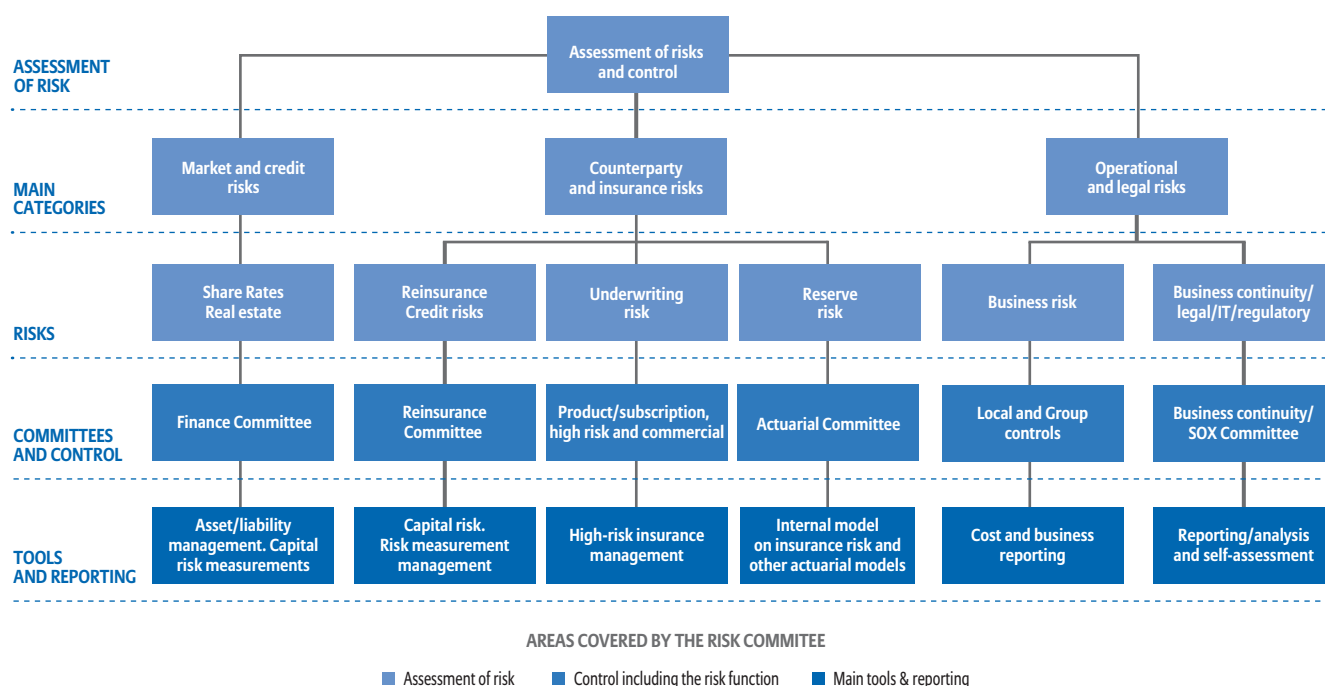 ASSESSMENT
OF RISK
Assessment of risks
and control
MAIN
CATEGORIES
Market and credit
risks
Counterparty
and insurance risks
Operational
and legal risks
RISKS
Share Rates
Real estate
Reinsurance
Credit risks
Underwriting
risk
Reserve
risk
Business risk
Business continuity/
legal/IT/regulatory
COMMITTEES
AND CONTROL
Finance Committee
Reinsurance
Committee
Product/subscription,
high risk and commercial
Actuarial Committee
Local and Group
controls
Business continuity/
SOX Committee
TOOLS
AND REPORTING
Asset/liability
management. Capital
risk measurements
Capital risk.
Risk measurement
management
High-risk insurance
management
Internal model
on insurance risk and
other actuarial models
Cost and business
reporting
Reporting/analysis
and self-assessment
AREAS COVERED BY THE RISK COMMITEE
Assessment of risk
Control including the risk function
Main tools & reporting